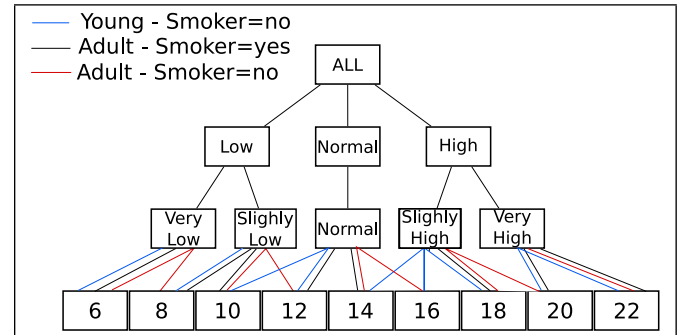 Young - Smoker=no
Adult - Smoker=yes
Adult - Smoker=no
ALL
Low Normal High
Very Low Slighly Low Normal Slighly High Very High
6 8 10 12 14 16 18 20 22